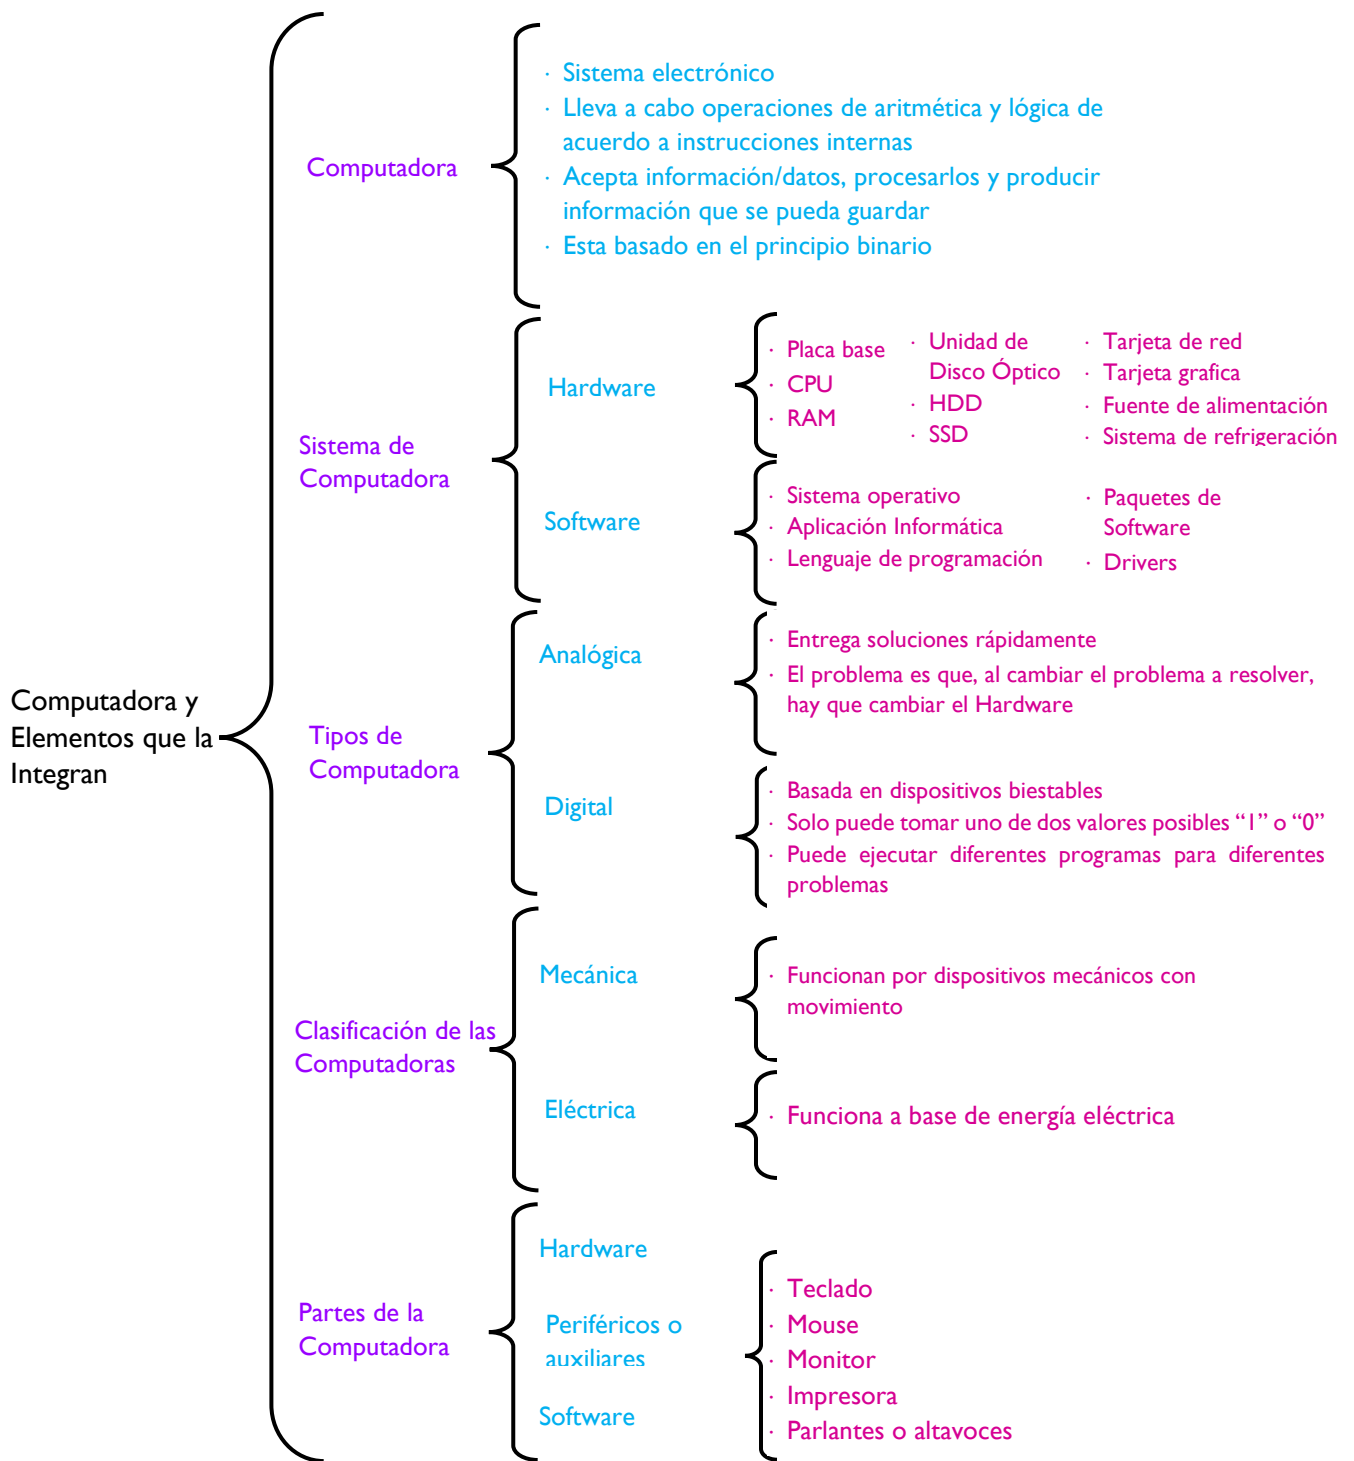 Computadora y
Elementos que la
Integran
Computadora
· Sistema electrónico
· Lleva a cabo operaciones de aritmética y lógica de
acuerdo a instrucciones internas
· Acepta información/datos, procesarlos y producir
información que se pueda guardar
· Esta basado en el principio binario
Sistema de
Computadora
Hardware
· Placa base
· CPU
· RAM
· Unidad de
Disco Óptico
· HDD
· SSD
· Tarjeta de red
· Tarjeta grafica
· Fuente de alimentación
· Sistema de refrigeración
Software
· Sistema operativo
· Aplicación Informática
· Lenguaje de programación
· Paquetes de
Software
· Drivers
Tipos de
Computadora
Analógica
· Entrega soluciones rápidamente
· El problema es que, al cambiar el problema a resolver,
hay que cambiar el Hardware
Digital
· Basada en dispositivos biestables
· Solo puede tomar uno de dos valores posibles “1” o “0”
· Puede ejecutar diferentes programas para diferentes
problemas
Clasificación de las
Computadoras
Mecánica
· Funcionan por dispositivos mecánicos con
movimiento
Eléctrica
· Funciona a base de energía eléctrica
Partes de la
Computadora
Hardware
Periféricos o
auxiliares
· Teclado
· Mouse
· Monitor
· Impresora
· Parlantes o altavoces
Software